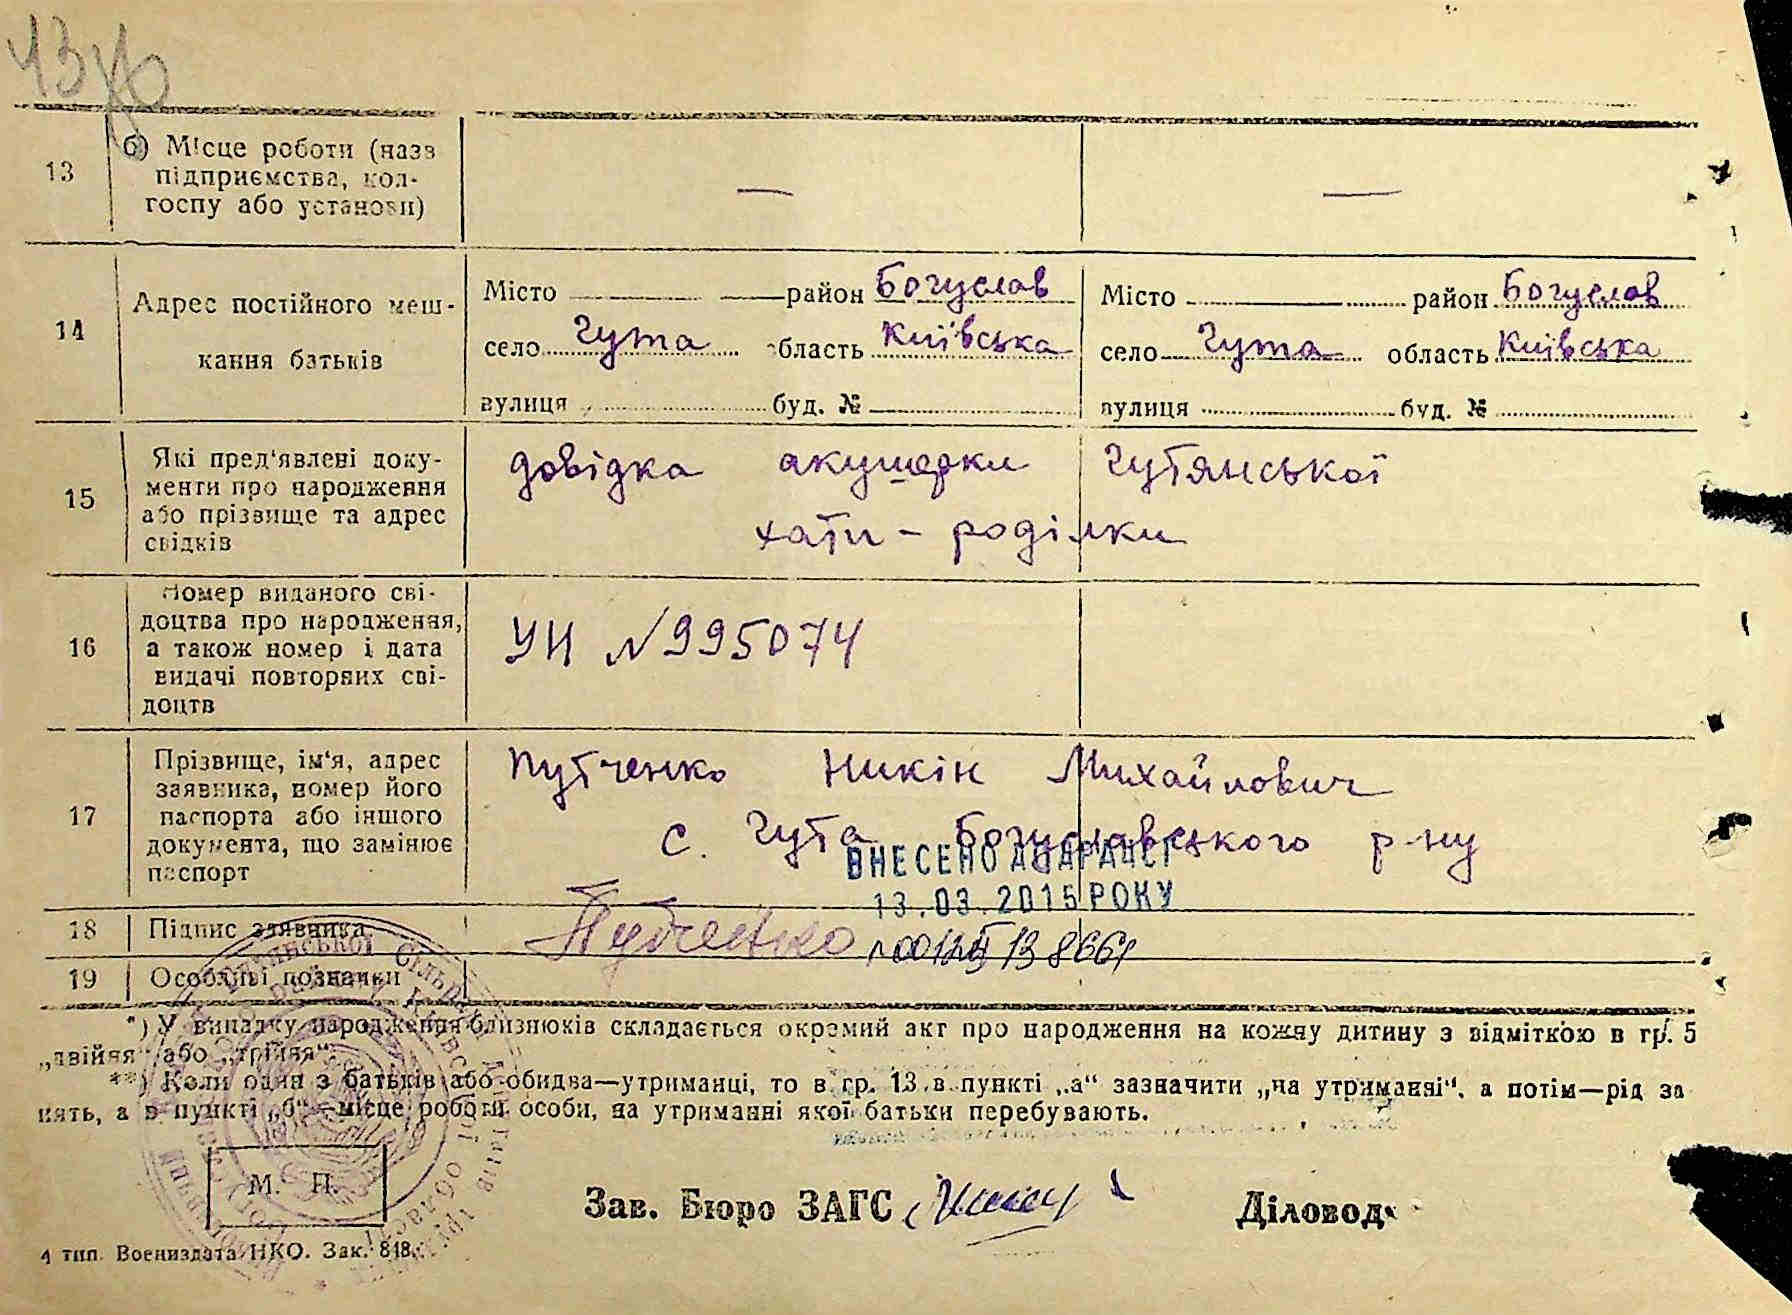 13 б) Місце роботи (назв
підприємства, кол-
госпу або установи) — —
14 Адрес постійного меш-
кання батьків
Місто район Богуслав
село Гута область Київська
вулиця буд. №
Місто район Богуслав
село Гута область Київська
вулиця буд. №
15 Які пред'явлені доку-
менти про народження
або прізвище та адрес
свідків
довідка акушерки Гутянської
хати - роділки
16 Номер виданого сві-
доцтва про народження,
а також номер і дата
видачі повторних сві-
доцтв
УН №995074
17 Прізвище, ім'я, адрес
заявника, номер його
паспорта або іншого
документа, що замінює
паспорт
Михайлович
с. Гута Богуславського р-ну
ВНЕСЕНО ДО ДРАЦСГ
13.03.2015 РОКУ
18 Підпис заявника
19 Особливі позначки
*) У випадку народження близнюків складається окремий акт про народження на кожну дитину з відміткою в гр. 5
„двійня" або „трійня".
**) Коли один з батьків або обидва—утриманці, то в гр. 13 в пункті „а" зазначити „на утриманні", а потім—рід за
нять, а в пункті „б"—місце роботи особи, на утриманні якої батьки перебувають.
М. П.
Зав. Бюро ЗАГС
Діловод
4 тип. Воениздата НКО. Зак. 818.